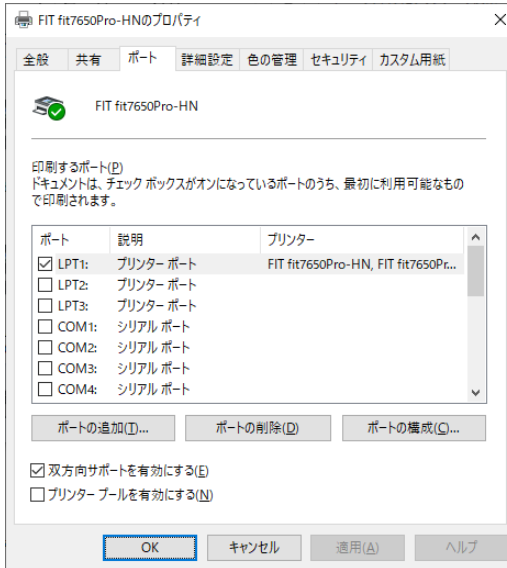 FIT fit7650Pro-HNのプロパティ
全般 共有 ポート 詳細設定 色の管理 セキュリティ カスタム用紙
FIT fit7650Pro-HN
印刷するポート(P)
ドキュメントは、チェック ボックスがオンになっているポートのうち、最初に利用可能なもの
で印刷されます。
ポート 説明 プリンター
LPT1: プリンター ポート FIT fit7650Pro-HN, FIT fit7650Pr...
LPT2: プリンター ポート
LPT3: プリンター ポート
COM1: シリアル ポート
COM2: シリアル ポート
COM3: シリアル ポート
COM4: シリアル ポート
ポートの追加(T)... ポートの削除(D) ポートの構成(C)...
双方向サポートを有効にする(E)
プリンター プールを有効にする(N)
OK キャンセル 適用(A) ヘルプ